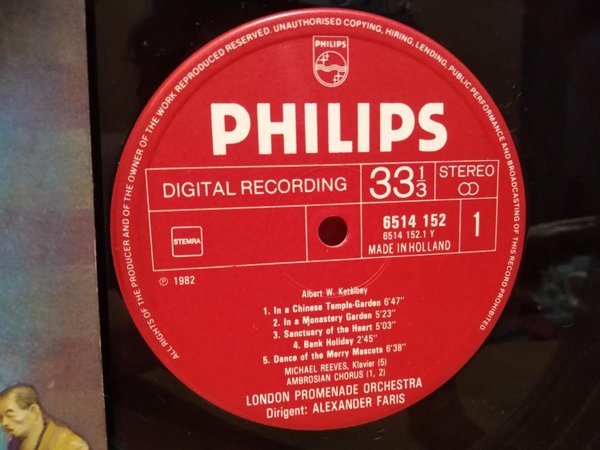 ALL RIGHTS OF THE PRODUCER AND OF THE OWNER OF THE WORK REPRODUCED RESERVED. UNAUTHORISED COPYING, HIRING, LENDING, PUBLIC PERFORMANCE AND BROADCASTING OF THIS RECORD PROHIBITED
PHILIPS
PHILIPS
DIGITAL RECORDING
33 1/3
STEREO
STEMRA
6514 152
6514 152.1 Y
MADE IN HOLLAND
1
℗ 1982
Albert W. Ketèlbey
1. In a Chinese Temple-Garden 6'47"
2. In a Monastery Garden 5'23"
3. Sanctuary of the Heart 5'03"
4. Bank Holiday 2'45"
5. Dance of the Merry Mascots 6'38"
MICHAEL REEVES, Klavier (5)
AMBROSIAN CHORUS (1, 2)
LONDON PROMENADE ORCHESTRA
Dirigent: ALEXANDER FARIS